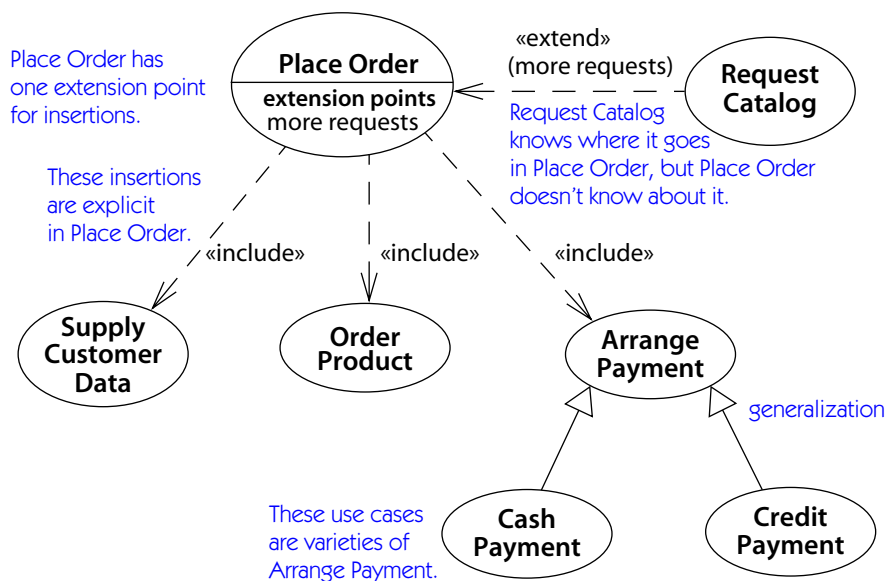 Place Order has
one extension point
for insertions.
Place Order
extension points
more requests
«extend»
(more requests)
Request
Catalog
Request Catalog
knows where it goes
in Place Order, but Place Order
doesn’t know about it.
These insertions
are explicit
in Place Order.
«include»
«include»
«include»
Supply
Customer
Data
Order
Product
Arrange
Payment
generalization
These use cases
are varieties of
Arrange Payment.
Cash
Payment
Credit
Payment